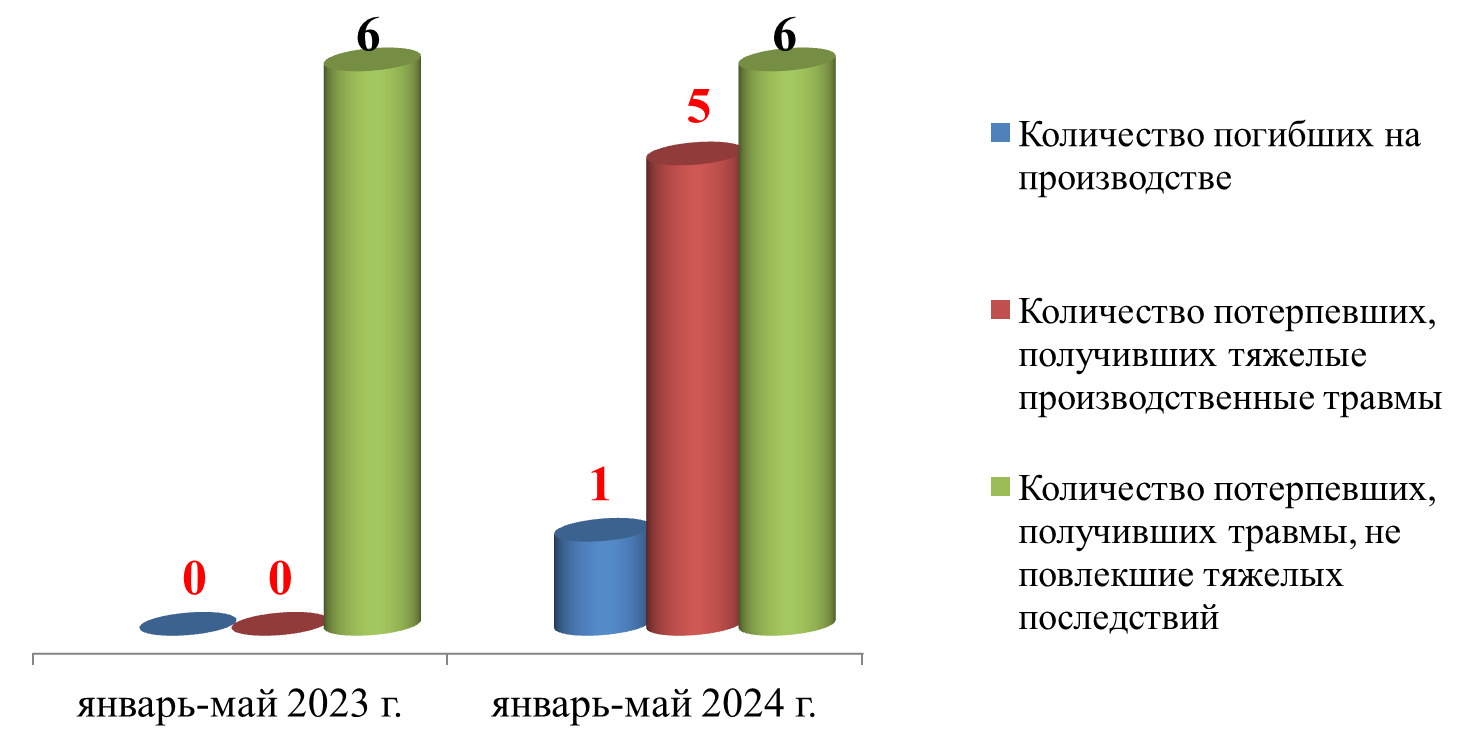 6
6
5
1
0
0
январь-май 2023 г.
январь-май 2024 г.
Количество погибших на
производстве
Количество потерпевших,
получивших тяжелые
производственные травмы
Количество потерпевших,
получивших травмы, не
повлекшие тяжелых
последствий